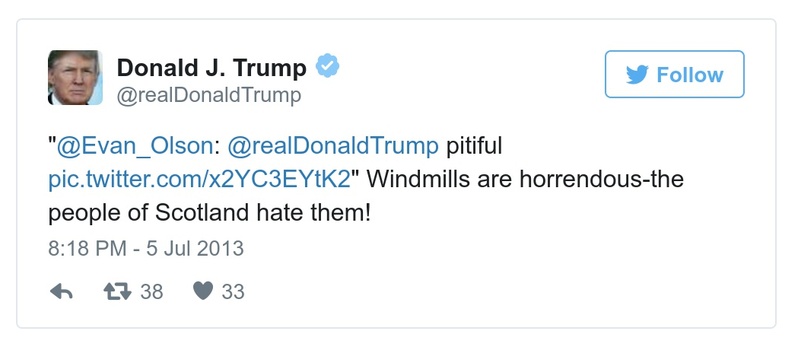 Donald J. Trump
@realDonaldTrump
Follow
"@Evan_Olson: @realDonaldTrump pitiful
pic.twitter.com/x2YC3EYtK2" Windmills are horrendous-the
people of Scotland hate them!
8:18 PM - 5 Jul 2013
38 33